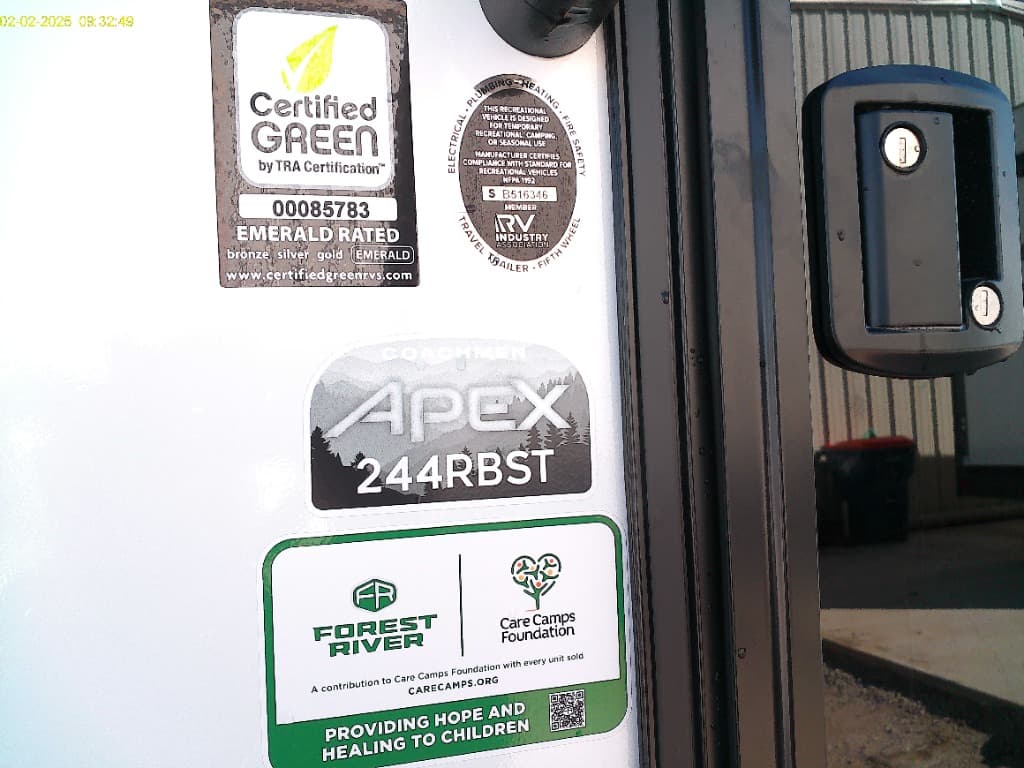 02-02-2025 09:32:49
Certified
GREEN
by TRA Certification™
00085783
EMERALD RATED
bronze silver gold EMERALD
www.certifiedgreenrvs.com
ELECTRICAL · PLUMBING · HEATING · FIRE SAFETY
THIS RECREATIONAL
VEHICLE IS DESIGNED
FOR TEMPORARY
RECREATIONAL, CAMPING,
OR SEASONAL USE
MANUFACTURER CERTIFIES
COMPLIANCE WITH STANDARD FOR
RECREATIONAL VEHICLES
NFPA 1192
S B516346
MEMBER
RV
INDUSTRY
ASSOCIATION
TRAVEL TRAILER · FIFTH WHEEL
COACHMEN
APEX
244RBST
FR
FOREST
RIVER
Care Camps
Foundation
A contribution to Care Camps Foundation with every unit sold
CARECAMPS.ORG
PROVIDING HOPE AND
HEALING TO CHILDREN